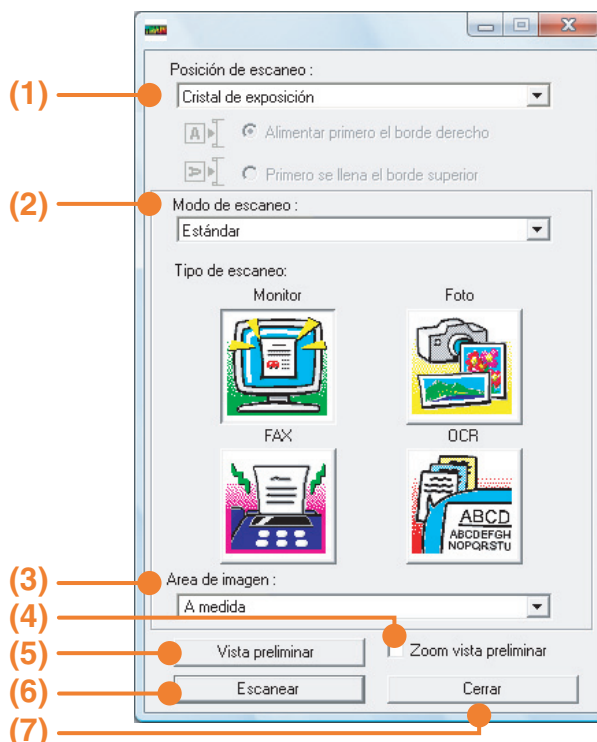 (1)
Posición de escaneo :
Cristal de exposición
A
Alimentar primero el borde derecho
A
Primero se llena el borde superior
(2)
Modo de escaneo :
Estándar
Tipo de escaneo:
Monitor Foto
FAX OCR
ABCD
ABCDEFGH
NOPQRSTU
(3)
Area de imagen :
A medida
(4)
Zoom vista preliminar
(5)
Vista preliminar
(6)
Escanear
Cerrar
(7)